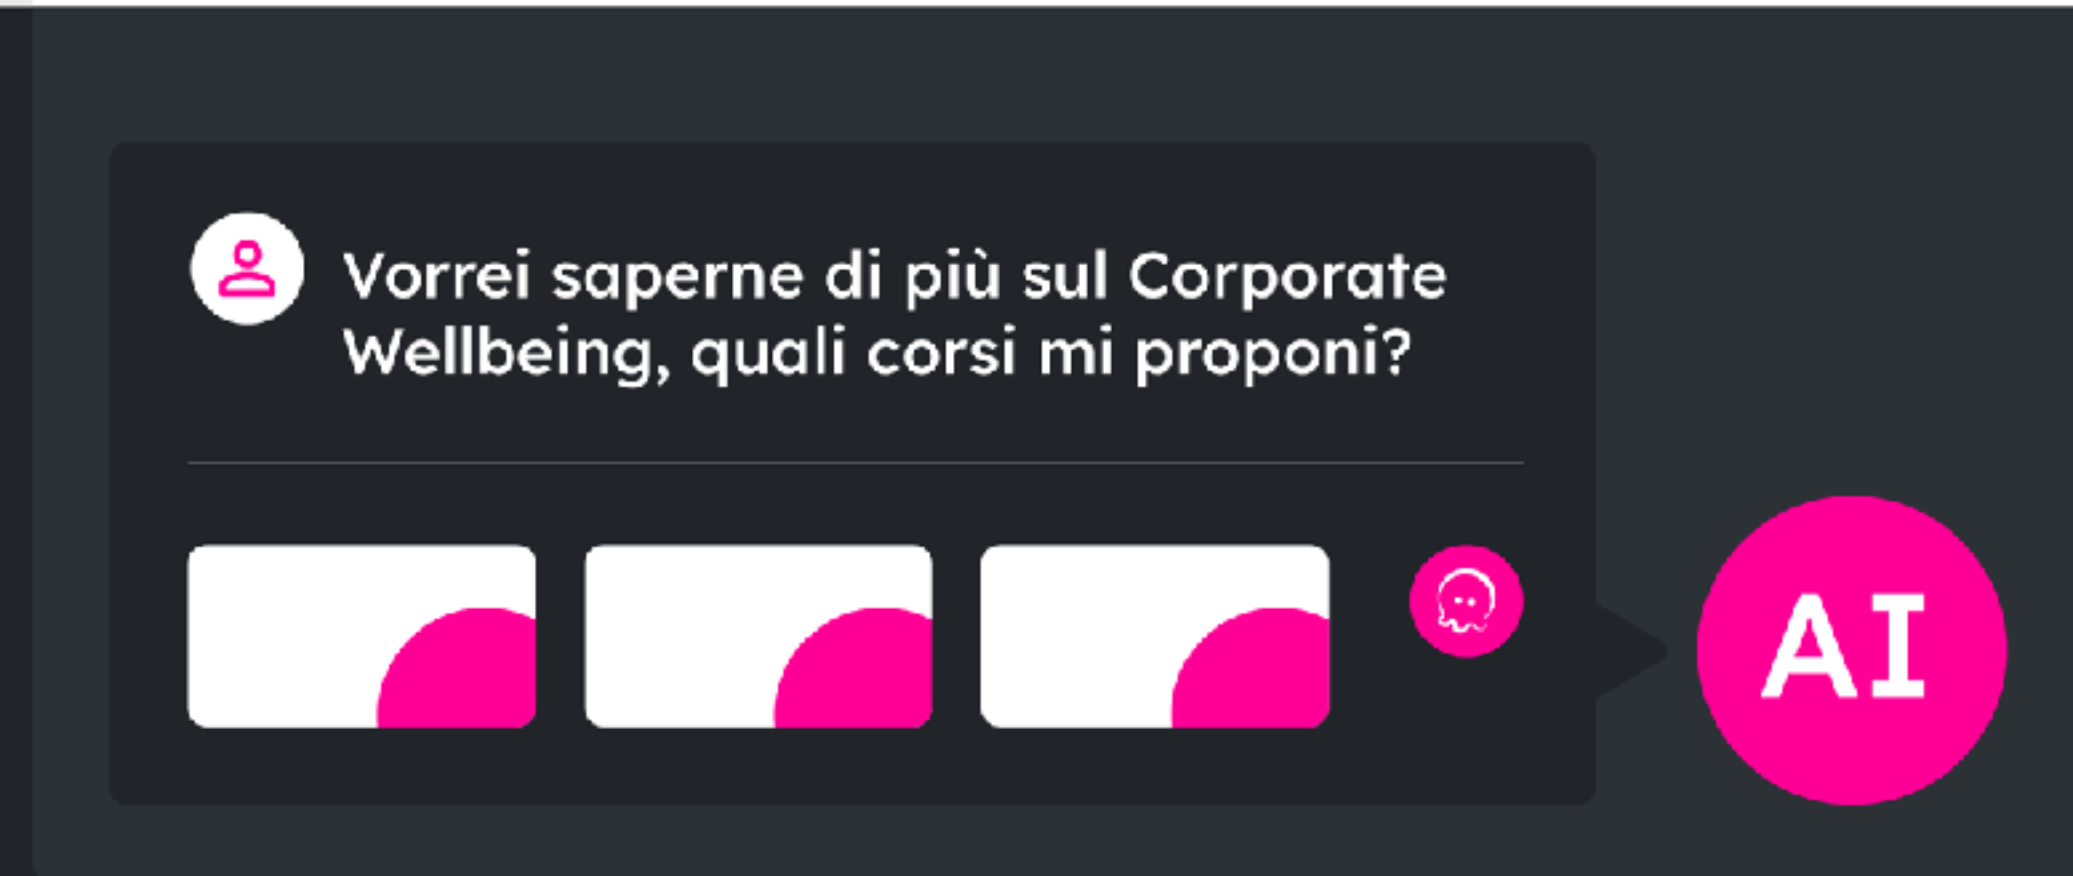 Vorrei saperne di più sul Corporate
Wellbeing, quali corsi mi proponi?
AI